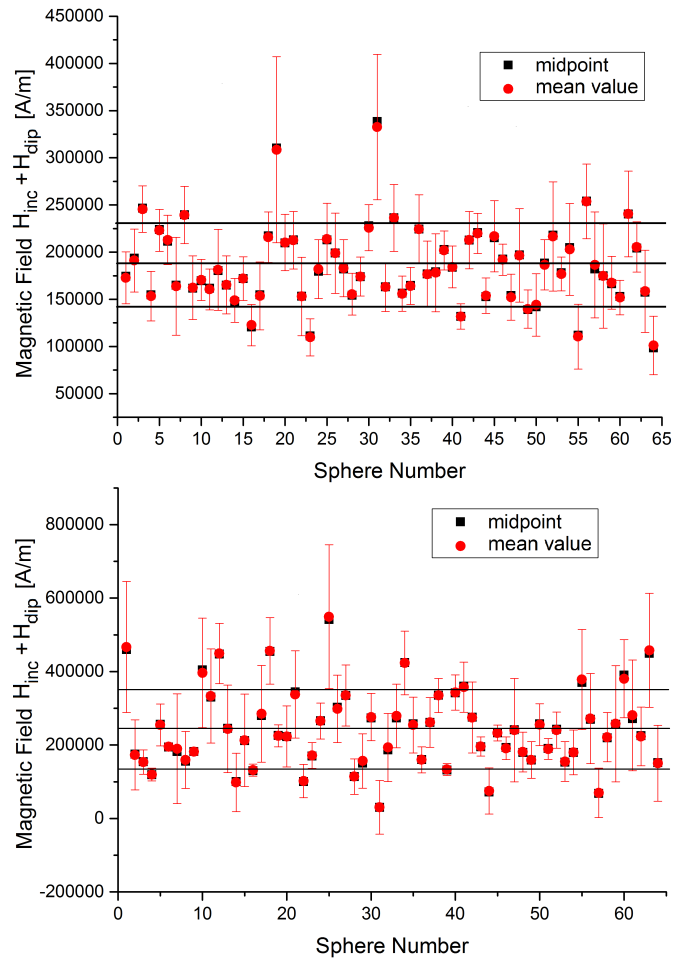 450000
400000
350000
300000
250000
200000
150000
100000
50000
Magnetic Field H_inc + H_dip [A/m]
midpoint
mean value
0 5 10 15 20 25 30 35 40 45 50 55 60 65
Sphere Number
800000
600000
400000
200000
0
-200000
Magnetic Field H_inc + H_dip [A/m]
midpoint
mean value
0 10 20 30 40 50 60
Sphere Number